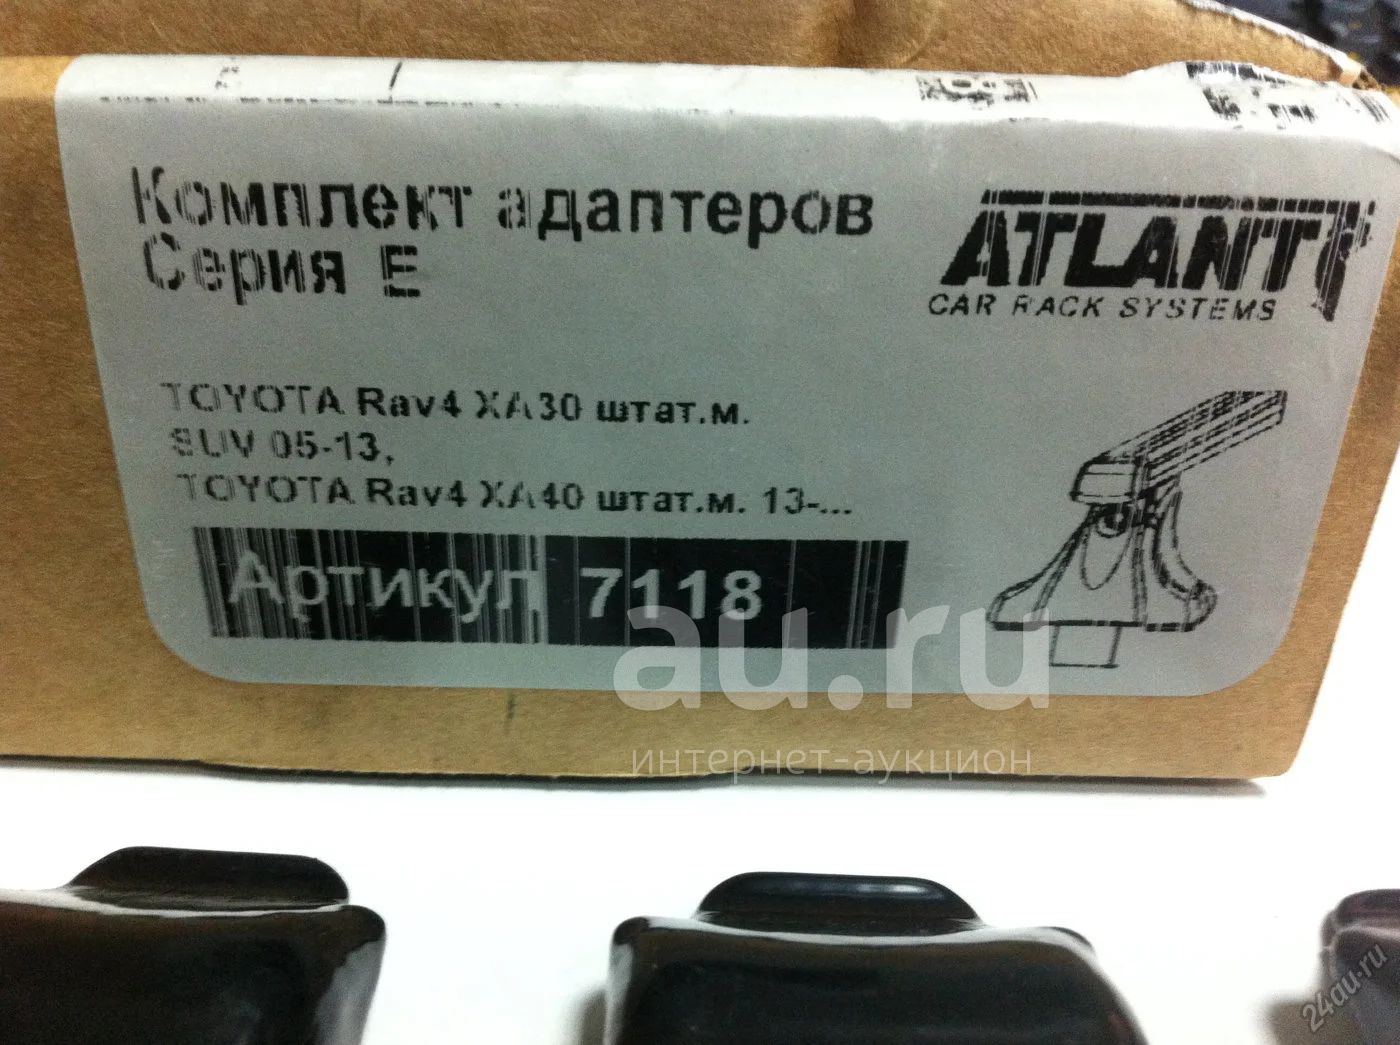 Комплект адаптеров
Серия E
ATLANT
CAR RACK SYSTEMS
TOYOTA Rav4 XA30 штат.м.
SUV 05-13,
TOYOTA Rav4 XA40 штат.м. 13-...
Артикул 7118
au.ru
интернет-аукцион
24au.ru